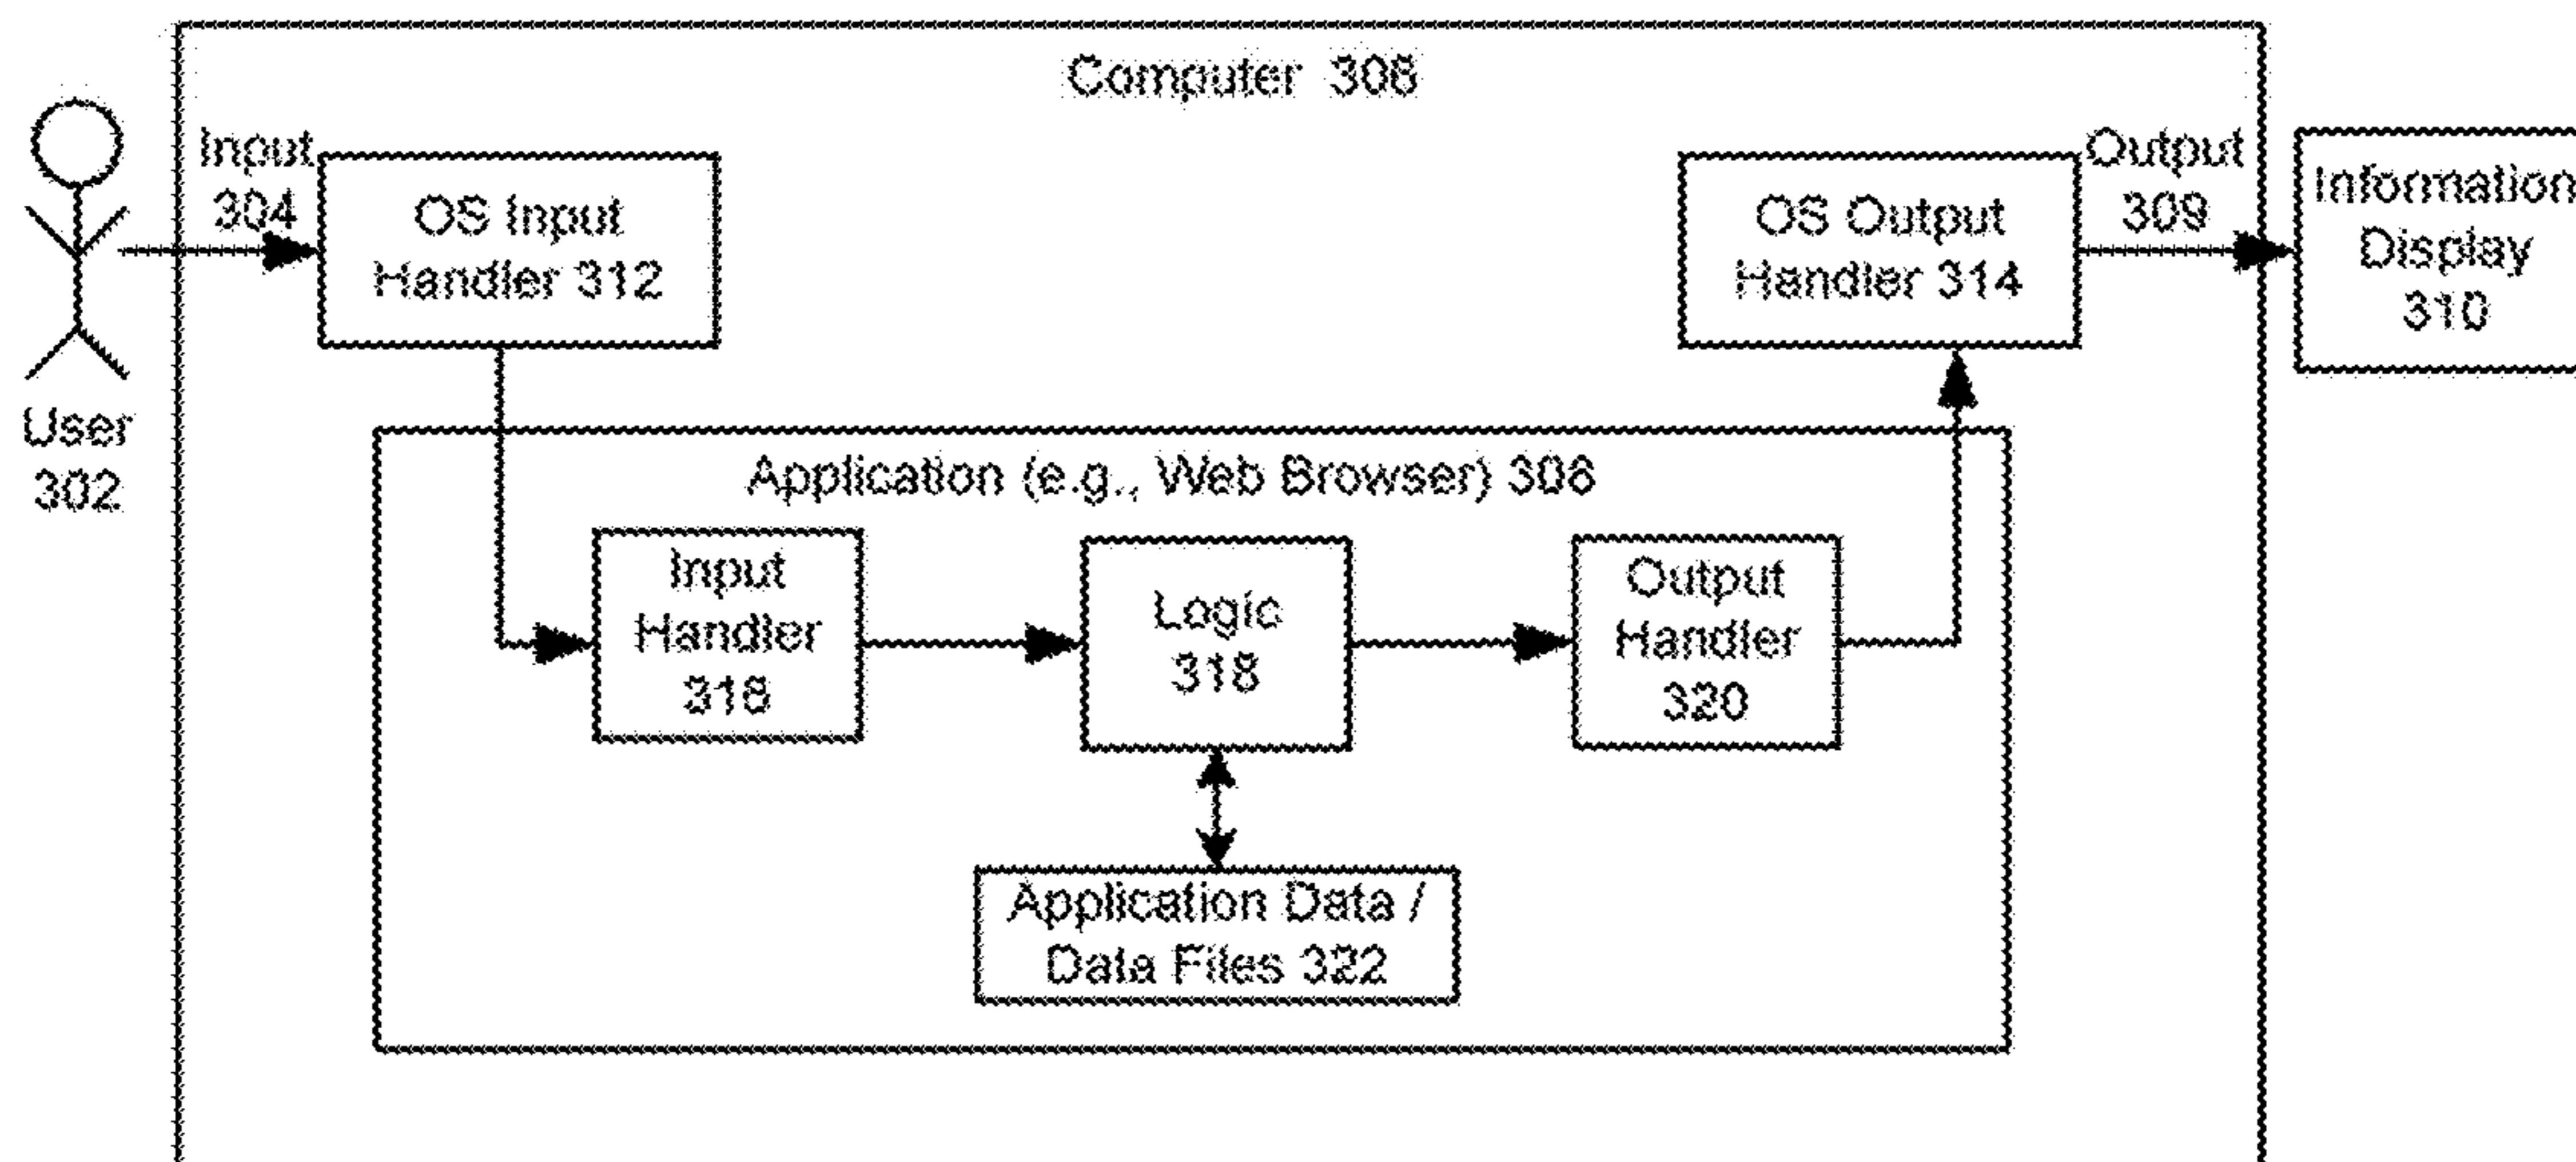 Computer 306
Input
304
OS Input
Handler 312
OS Output
Handler 314
Output
309
Information
Display
310
User
302
Application (e.g., Web Browser) 308
Input
Handler
316
Logic
318
Output
Handler
320
Application Data /
Data Files 322